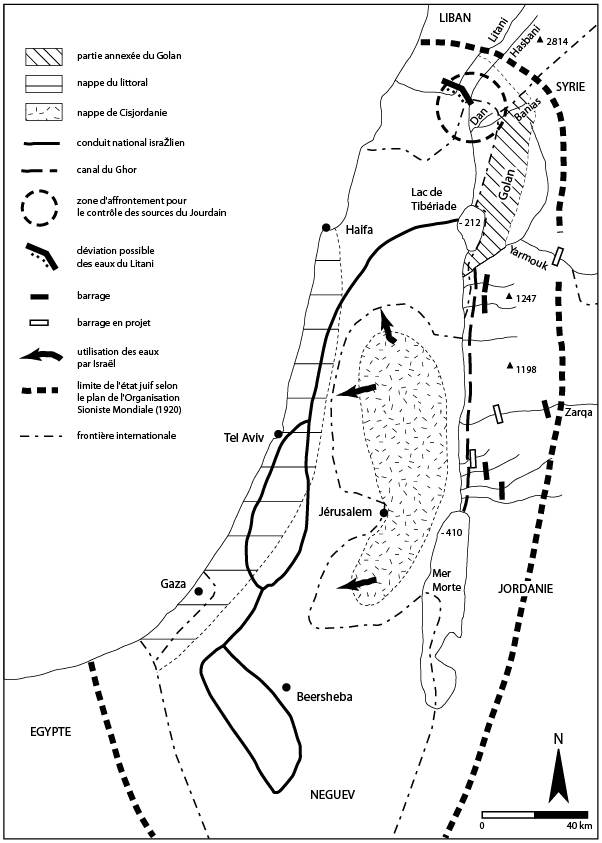 partie annexée du Golan
nappe du littoral
nappe de Cisjordanie
conduit national israŽlien
canal du Ghor
zone d'affrontement pour
le contrôle des sources du Jourdain
déviation possible
des eaux du Litani
barrage
barrage en projet
utilisation des eaux
par Israël
limite de l'état juif selon
le plan de l'Organisation
Sioniste Mondiale (1920)
frontière internationale
LIBAN
Litani
Hasbani
2814
SYRIE
Dan
Banias
Golan
Lac de
Tibériade
- 212
Haifa
Yarmouk
1247
1198
Zarqa
Tel Aviv
Jérusalem
- 410
Mer
Morte
JORDANIE
Gaza
Beersheba
EGYPTE
NEGUEV
N
0 40 km